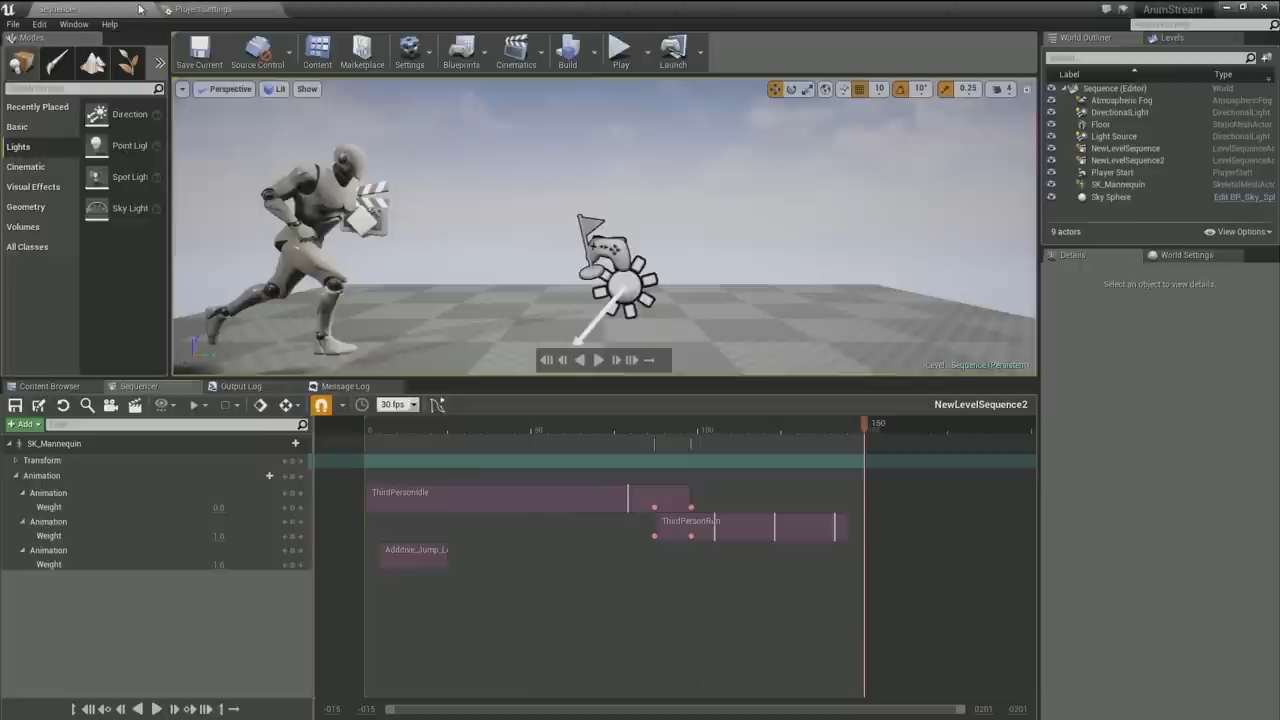 Sequencer
Project Settings
AnimStream
File Edit Window Help
Modes
Save Current
Source Control
Content
Marketplace
Settings
Blueprints
Cinematics
Build
Play
Launch
Recently Placed
Basic
Lights
Cinematic
Visual Effects
Geometry
Volumes
All Classes
Direction
Point Ligh
Spot Ligh
Sky Light
Perspective
Lit
Show
10
10°
0.25
4
Level: Sequence (Persistent)
World Outliner
Levels
Label Type
Sequence (Editor) World
Atmospheric Fog AtmosphericFog
DirectionalLight DirectionalLight
Floor StaticMeshActor
Light Source DirectionalLight
NewLevelSequence LevelSequenceAc
NewLevelSequence2 LevelSequenceAc
Player Start PlayerStart
SK_Mannequin SkeletalMeshActo
Sky Sphere Edit BP_Sky_Sph
9 actors
View Options
Details
World Settings
Select an object to view details.
Content Browser
Sequencer
Output Log
Message Log
30 fps
NewLevelSequence2
Add
0
50
100
150
SK_Mannequin
Transform
Animation
Animation
Weight 0.0
Animation
Weight 1.0
Animation
Weight 1.0
ThirdPersonIdle
ThirdPersonRun
Additive_Jump_L
-015 -015 0201 0201